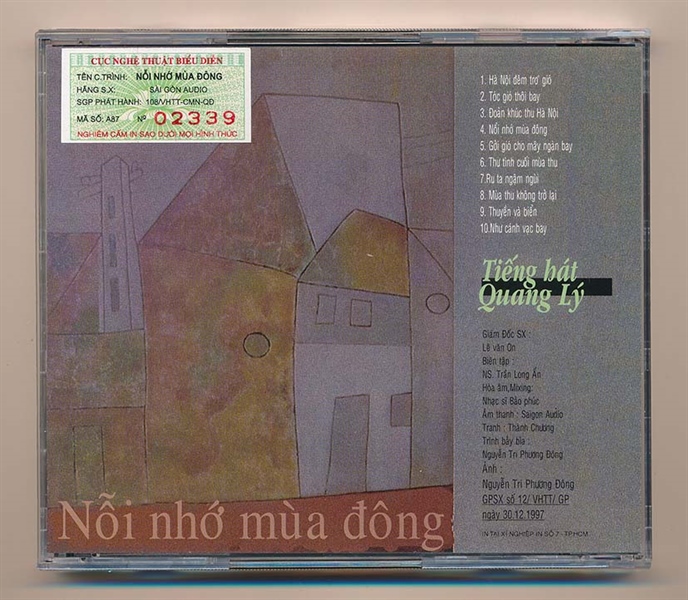 CỤC NGHỆ THUẬT BIỂU DIỄN
TÊN C.TRÌNH: NỖI NHỚ MÙA ĐÔNG
HÃNG S.X: SÀI GÒN AUDIO
SGP PHÁT HÀNH: 108/VHTT-CMN-QĐ
MÃ SỐ: A87 Nº 02339
NGHIÊM CẤM IN SAO DƯỚI MỌI HÌNH THỨC
1. Hà Nội đêm trở gió
2. Tóc gió thôi bay
3. Đoản khúc thu Hà Nội
4. Nỗi nhớ mùa đông
5. Gởi gió cho mây ngàn bay
6. Thư tình cuối mùa thu
7.Ru ta ngậm ngùi
8. Mùa thu không trở lại
9. Thuyền và biển
10.Như cánh vạc bay
Tiếng hát
Quang Lý
Giám Đốc SX :
Lê văn On
Biên tập :
NS. Trần Long Ẩn
Hòa âm,Mixing:
Nhạc sĩ Bảo phúc
Âm thanh : Saigon Audio
Tranh : Thành Chương
Trình bày bìa :
Nguyễn Tri Phương Đông
Ảnh :
Nguyễn Tri Phương Đông
GPSX số 12/ VHTT/ GP
ngày 30.12.1997
IN TẠI XÍ NGHIỆP IN SỐ 7 - TP.HCM
Nỗi nhớ mùa đông